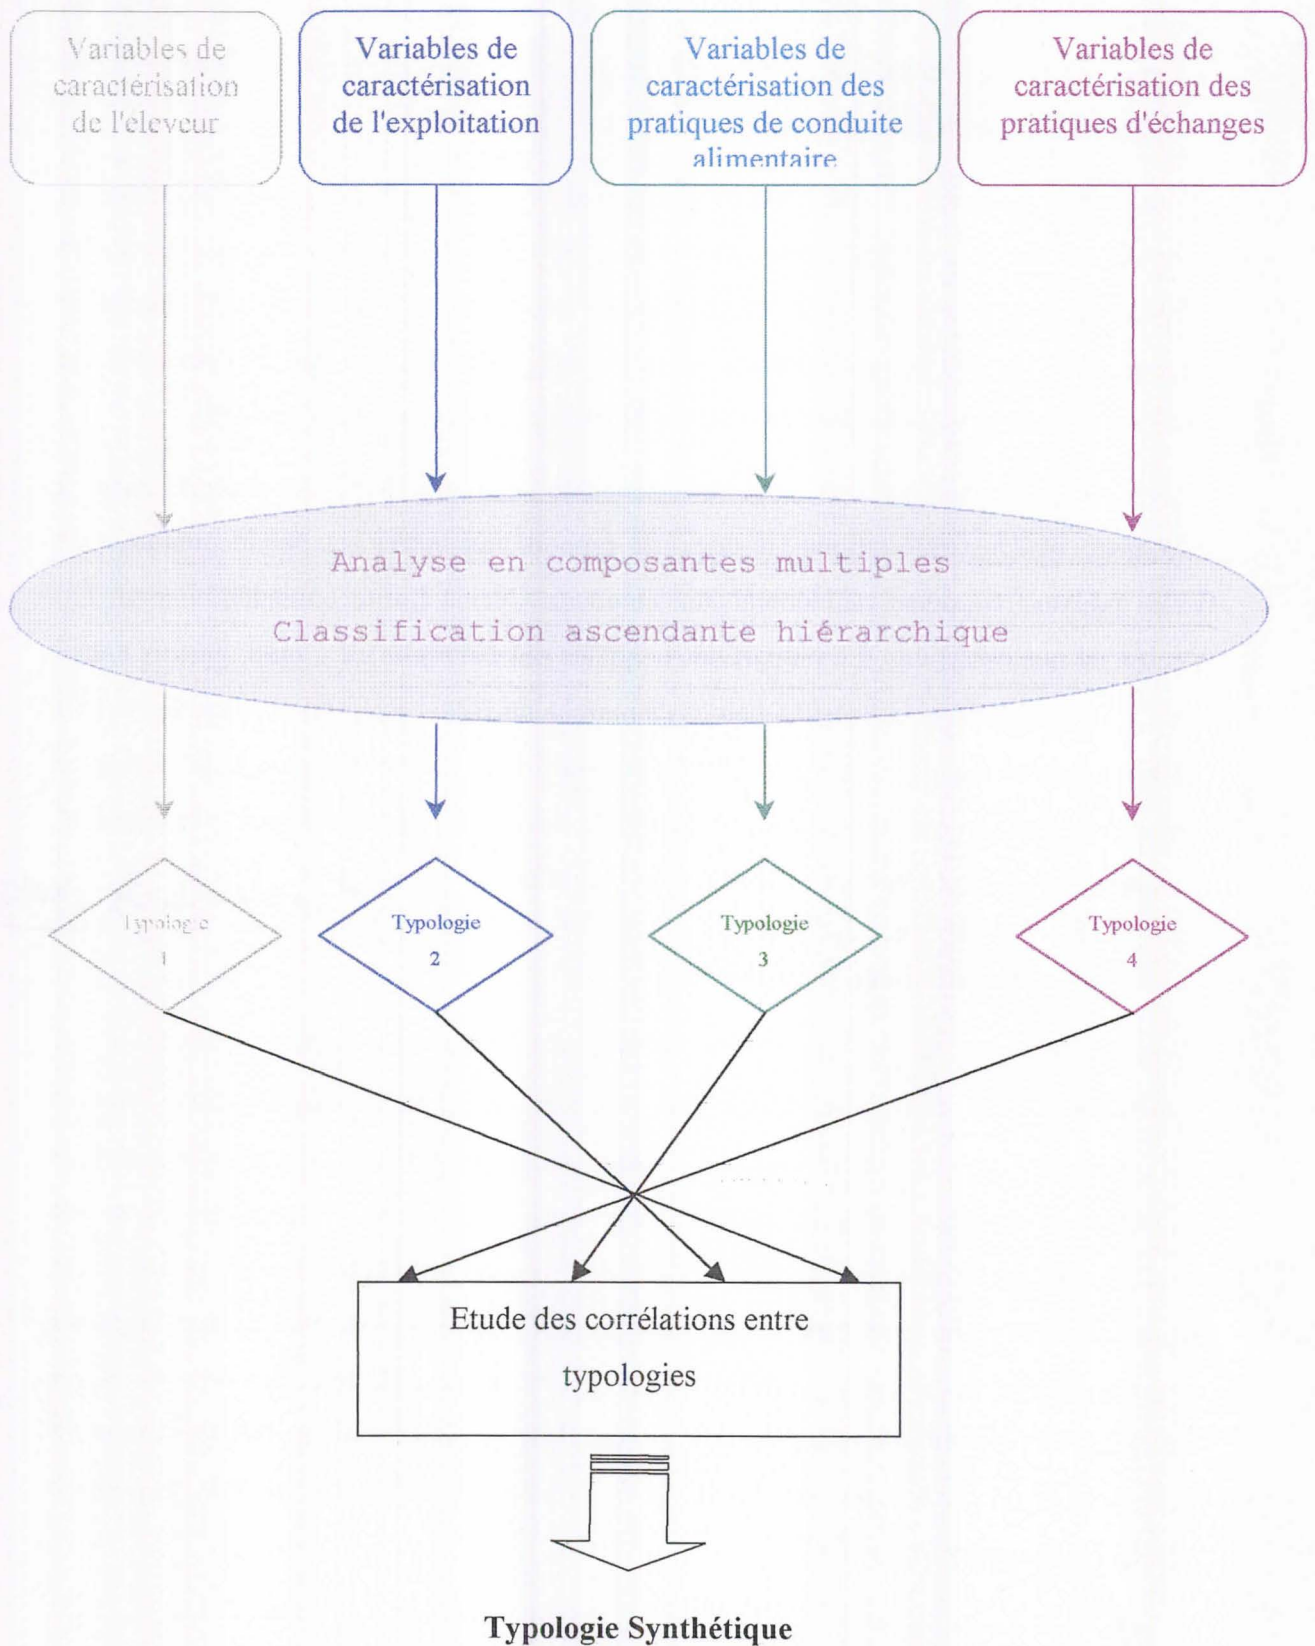 Variables de
caractérisation
de l'eleveur
Variables de
caractérisation
de l'exploitation
Variables de
caractérisation des
pratiques de conduite
alimentaire
Variables de
caractérisation des
pratiques d'échanges
Analyse en composantes multiples
Classification ascendante hiérarchique
Typologie
1
Typologie
2
Typologie
3
Typologie
4
Etude des corrélations entre
typologies
Typologie Synthétique